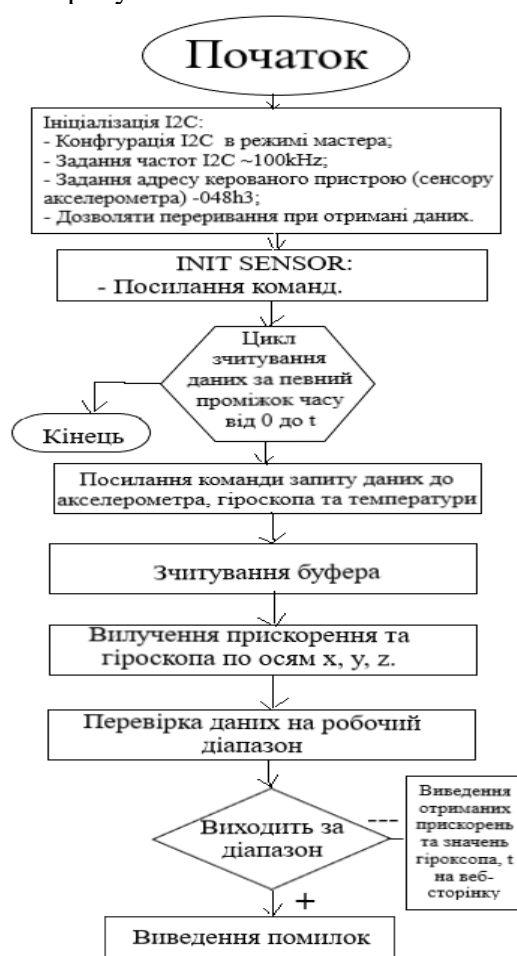 Початок
Ініціалізація I2C:
- Конфгурація I2C в режимі мастера;
- Задання частот I2C ~100kHz;
- Задання адресу керованого пристрою (сенсору
акселерометра) -048h3;
- Дозволяти переривання при отримані даних.
INIT SENSOR:
- Посилання команд.
Цикл
зчитування
даних за певний
проміжок часу
від 0 до t
Кінець
Посилання команди запиту даних до
акселерометра, гіроскопа та температури
Зчитування буфера
Вилучення прискорення та
гіроскопа по осям x, y, z.
Перевірка даних на робочий
діапазон
Виходить за
діапазон
---
Виведення
отриманих
прискорень
та значень
гіроксопа, t
на веб-
сторінку
+
Виведення помилок